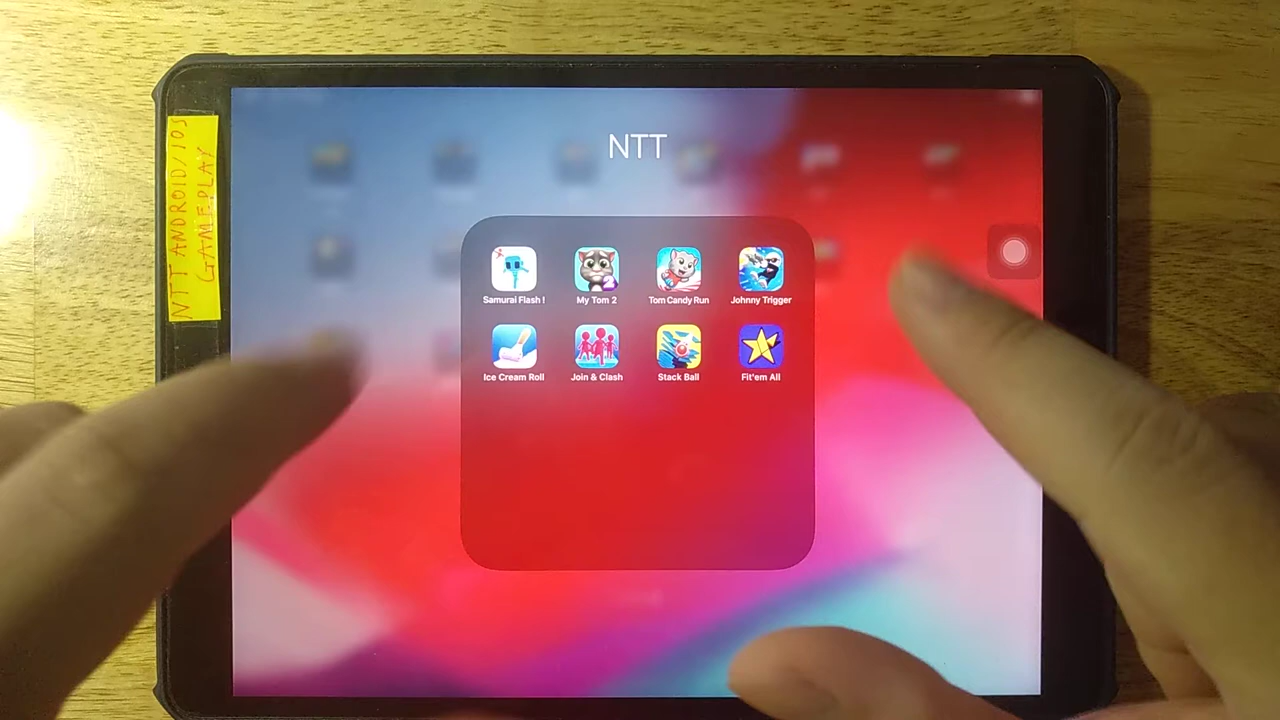 NTT ANDROID/IOS
GAMEPLAY
NTT
Samurai Flash !
My Tom 2
Tom Candy Run
Johnny Trigger
Ice Cream Roll
Join & Clash
Stack Ball
Fit'em All